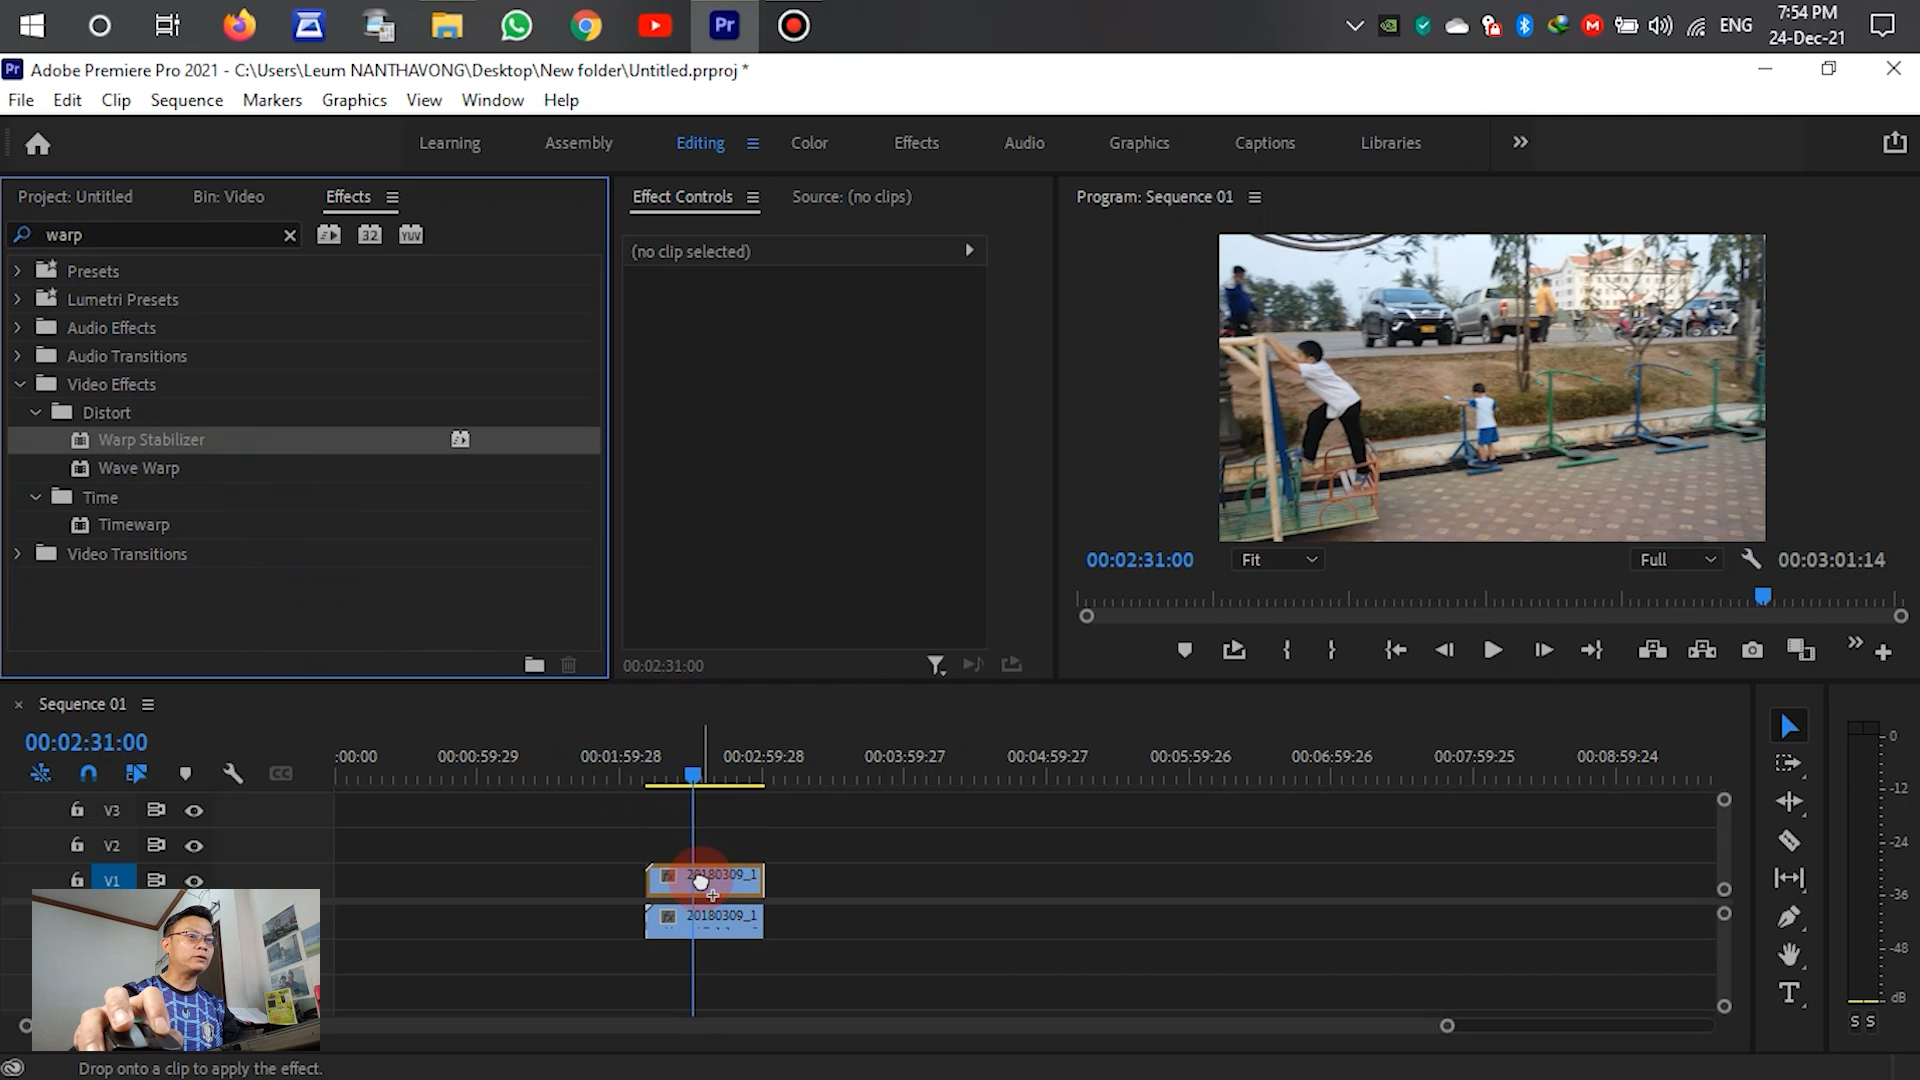 ENG
7:54 PM
24-Dec-21
Pr Adobe Premiere Pro 2021 - C:\Users\Leum NANTHAVONG\Desktop\New folder\Untitled.prproj *
File Edit Clip Sequence Markers Graphics View Window Help
Learning Assembly Editing Color Effects Audio Graphics Captions Libraries
Project: Untitled Bin: Video Effects
Effect Controls Source: (no clips)
Program: Sequence 01
warp
32 YUV
(no clip selected)
Presets
Lumetri Presets
Audio Effects
Audio Transitions
Video Effects
Distort
Warp Stabilizer
Wave Warp
Time
Timewarp
Video Transitions
00:02:31:00
00:02:31:00 Fit Full 00:03:01:14
Sequence 01
00:02:31:00
:00:00 00:00:59:29 00:01:59:28 00:02:59:28 00:03:59:27 00:04:59:27 00:05:59:26 00:06:59:26 00:07:59:25 00:08:59:24
V3
V2
V1 20180309_1
20180309_1
0
-12
-24
-36
-48
dB
S S
Drop onto a clip to apply the effect.